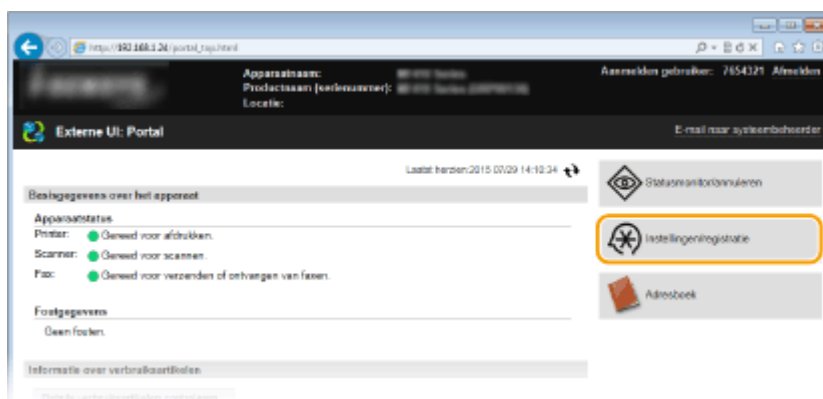 http://192.168.1.24/portal_top.html
Apparaatnaam:
Productnaam (serienummer):
Locatie:
Aanmelden gebruiker: 7654321 Afmelden
Externe UI: Portal
E-mail naar systeembeheerder
Laatst herzien:2015 07/29 14:10:34
Basisgegevens over het apparaat
Apparaatstatus
Printer: Gereed voor afdrukken.
Scanner: Gereed voor scannen.
Fax: Gereed voor verzenden of ontvangen van faxen.
Foutgegevens
Geen fouten.
Informatie over verbruiksartikelen
Statusmonitor/annuleren
Instellingen/registratie
Adresboek